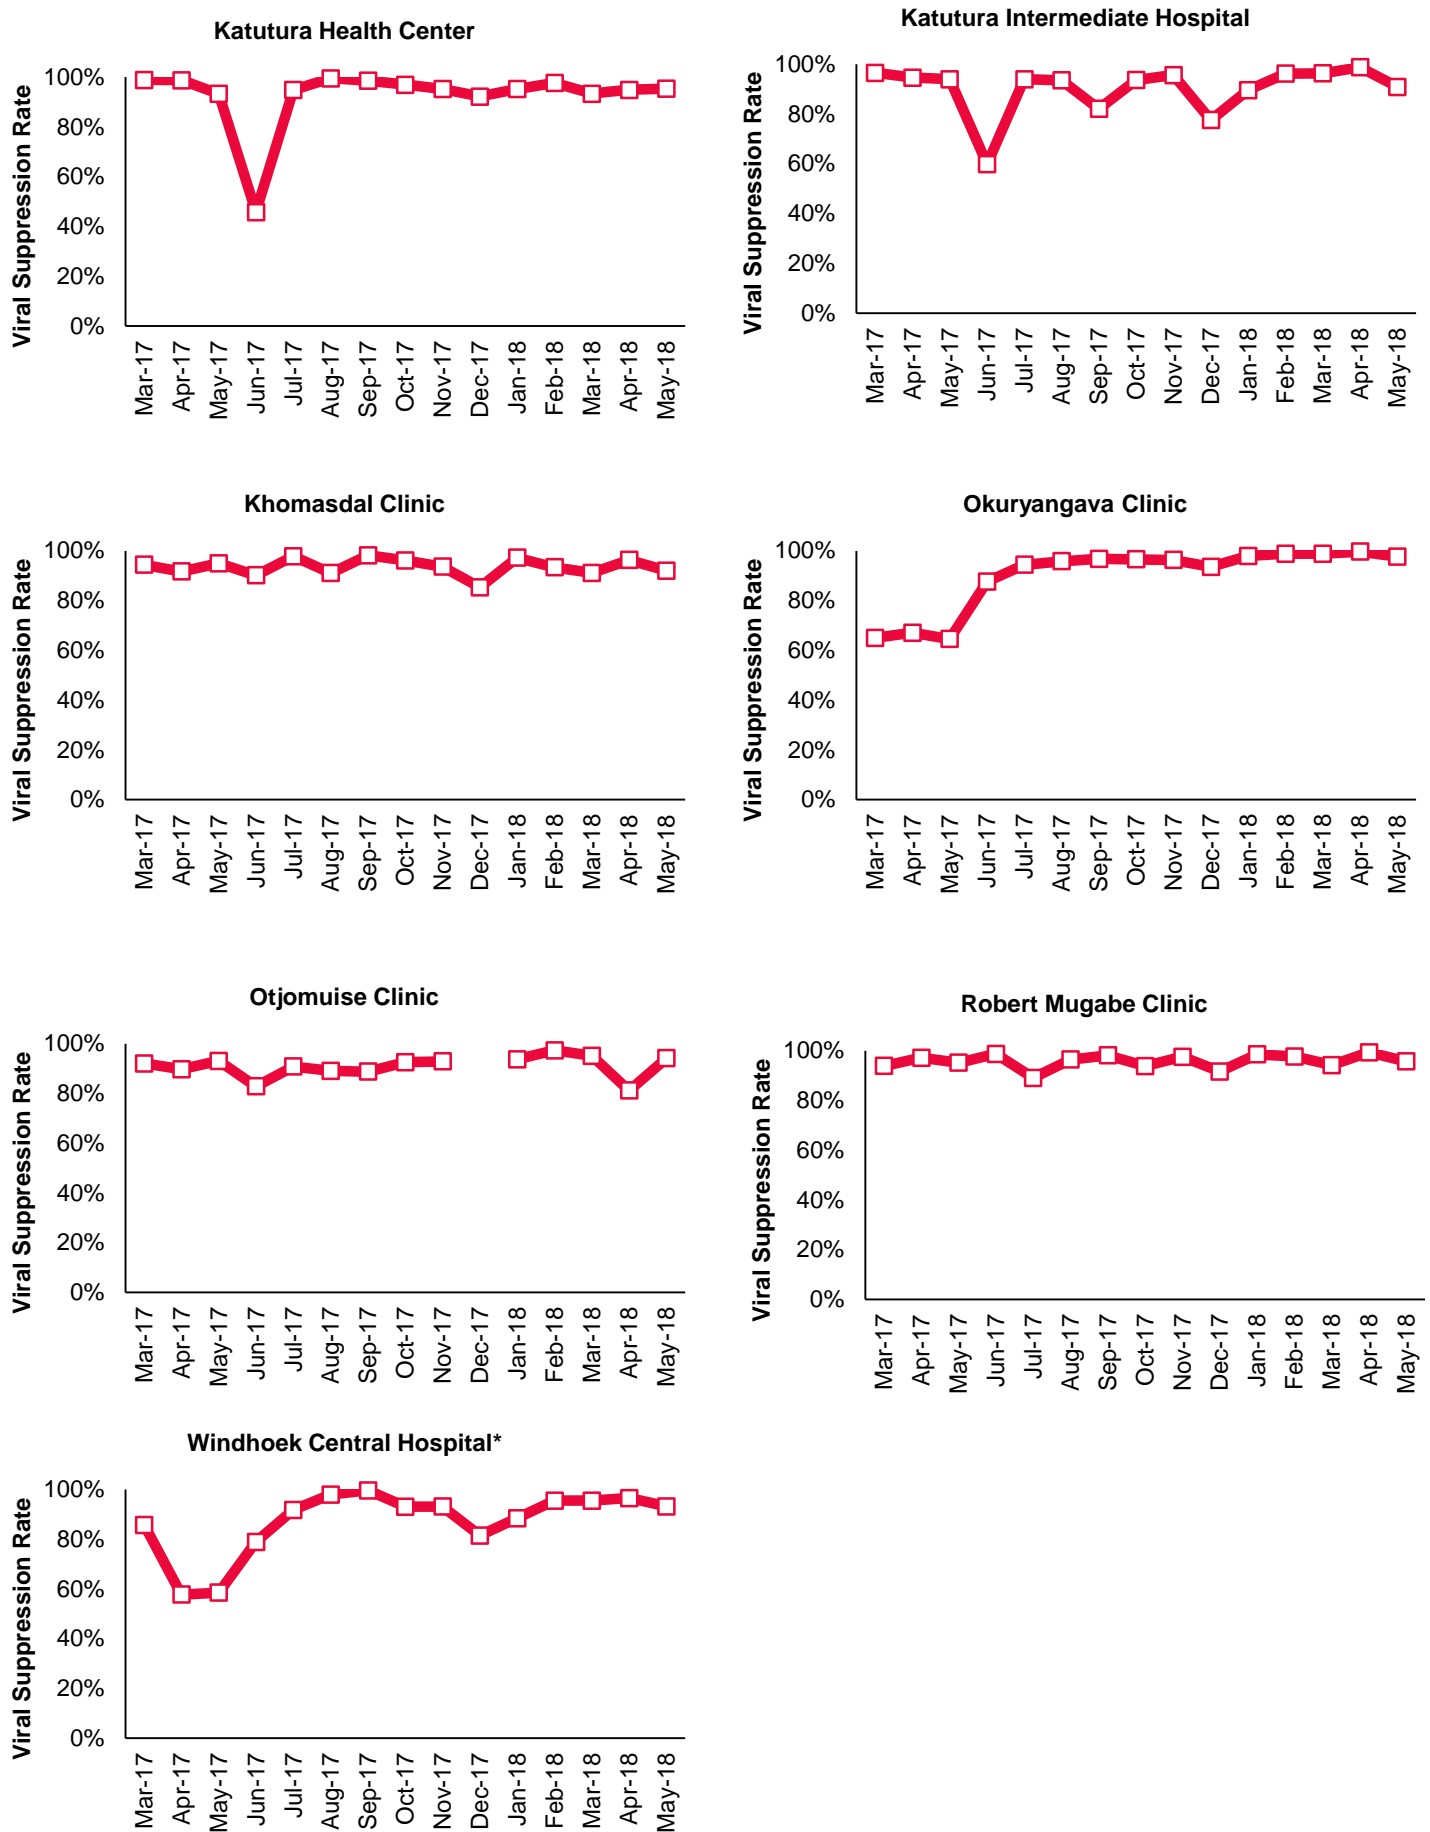 Katutura Health Center
Viral Suppression Rate
100%
80%
60%
40%
20%
0%
Mar-17
Apr-17
May-17
Jun-17
Jul-17
Aug-17
Sep-17
Oct-17
Nov-17
Dec-17
Jan-18
Feb-18
Mar-18
Apr-18
May-18
Katutura Intermediate Hospital
Viral Suppression Rate
100%
80%
60%
40%
20%
0%
Mar-17
Apr-17
May-17
Jun-17
Jul-17
Aug-17
Sep-17
Oct-17
Nov-17
Dec-17
Jan-18
Feb-18
Mar-18
Apr-18
May-18
Khomasdal Clinic
Viral Suppression Rate
100%
80%
60%
40%
20%
0%
Mar-17
Apr-17
May-17
Jun-17
Jul-17
Aug-17
Sep-17
Oct-17
Nov-17
Dec-17
Jan-18
Feb-18
Mar-18
Apr-18
May-18
Okuryangava Clinic
Viral Suppression Rate
100%
80%
60%
40%
20%
0%
Mar-17
Apr-17
May-17
Jun-17
Jul-17
Aug-17
Sep-17
Oct-17
Nov-17
Dec-17
Jan-18
Feb-18
Mar-18
Apr-18
May-18
Otjomuise Clinic
Viral Suppression Rate
100%
80%
60%
40%
20%
0%
Mar-17
Apr-17
May-17
Jun-17
Jul-17
Aug-17
Sep-17
Oct-17
Nov-17
Dec-17
Jan-18
Feb-18
Mar-18
Apr-18
May-18
Robert Mugabe Clinic
Viral Suppression Rate
100%
80%
60%
40%
20%
0%
Mar-17
Apr-17
May-17
Jun-17
Jul-17
Aug-17
Sep-17
Oct-17
Nov-17
Dec-17
Jan-18
Feb-18
Mar-18
Apr-18
May-18
Windhoek Central Hospital*
Viral Suppression Rate
100%
80%
60%
40%
20%
0%
Mar-17
Apr-17
May-17
Jun-17
Jul-17
Aug-17
Sep-17
Oct-17
Nov-17
Dec-17
Jan-18
Feb-18
Mar-18
Apr-18
May-18